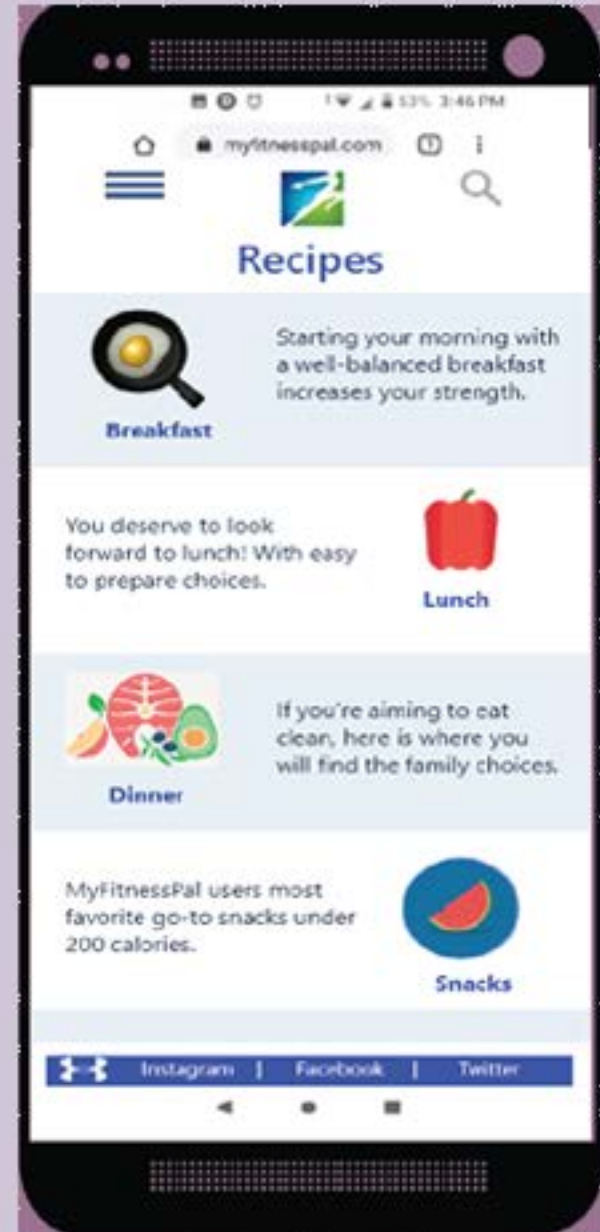 53% 3:46 PM
myfitnesspal.com
Recipes
Starting your morning with
a well-balanced breakfast
increases your strength.
Breakfast
You deserve to look
forward to lunch! With easy
to prepare choices.
Lunch
If you're aiming to eat
clean, here is where you
will find the family choices.
Dinner
MyFitnessPal users most
favorite go-to snacks under
200 calories.
Snacks
Instagram | Facebook | Twitter